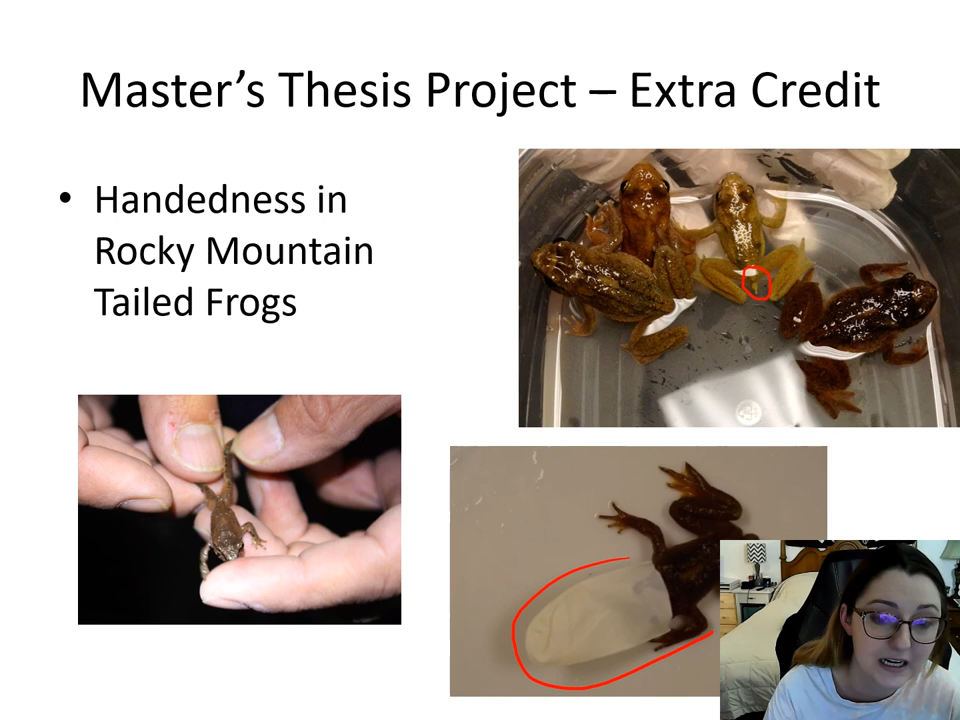 Master’s Thesis Project – Extra Credit
• Handedness in
Rocky Mountain
Tailed Frogs